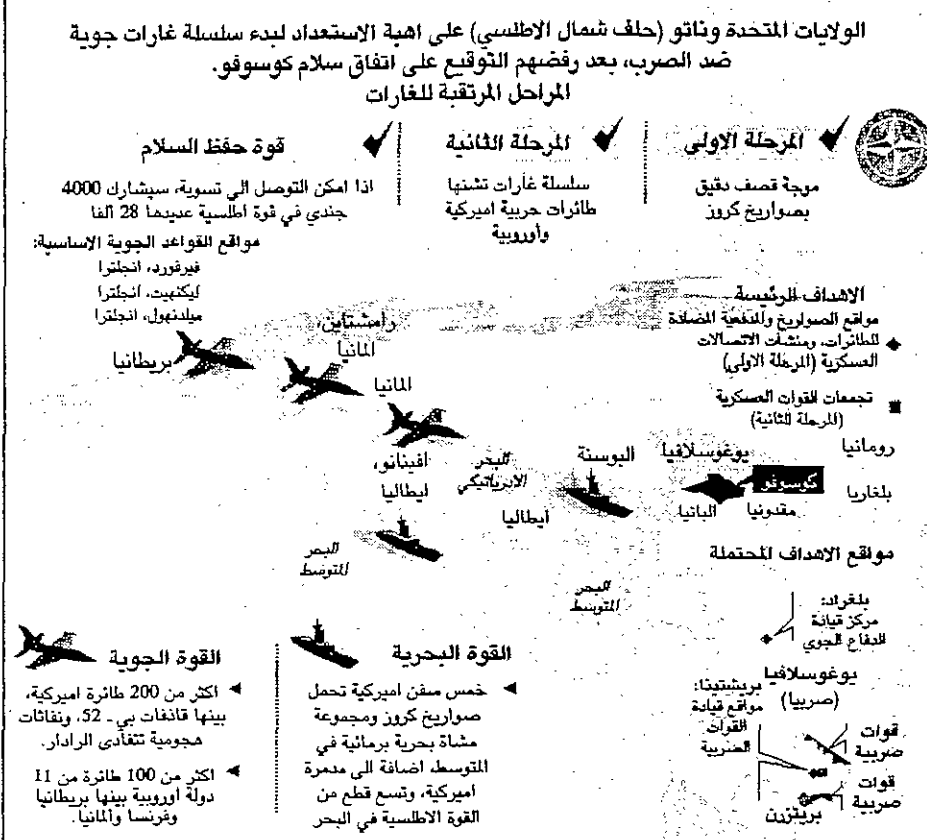 الولايات المتحدة وناتو (حلف شمال الاطلسي) على اهبة الاستعداد لبدء سلسلة غارات جوية
ضد الصرب، بعد رفضهم التوقيع على اتفاق سلام كوسوفو.
المراحل المرتقبة للغارات
المرحلة الاولى
موجة قصف دقيق
بصواريخ كروز
المرحلة الثانية
سلسلة غارات تشنها
طائرات حربية اميركية
وأوروبية
قوة حفظ السلام
اذا امكن التوصل الى تسوية، سيشارك 4000
جندي في قوة اطلسية عديدها 28 الفا
مواقع القواعد الجوية الاساسية:
فيرفورد، انجلترا
ليكنهيث، انجلترا
ميلدنهول، انجلترا
بريطانيا
رامشتاين،
المانيا
المانيا
افيانو،
ايطاليا
البحر
الادرياتيكي
ايطاليا
البحر
المتوسط
البحر
المتوسط
البوسنة
يوغوسلافيا
كوسوفو
البانيا
مقدونيا
رومانيا
بلغاريا
الاهداف الرئيسة
مواقع الصواريخ والمدفعية المضادة
للطائرات، ومنشآت الاتصالات
العسكرية (المرحلة الاولى)
تجمعات القوات العسكرية
(المرحلة الثانية)
مواقع الاهداف المحتملة
بلغراد:
مركز قيادة
الدفاع الجوي
يوغوسلافيا
(صربيا)
بريشتينا:
مواقع قيادة
القوات
الصربية
قوات
صربية
قوات
صربية
بريتزرن
القوة البحرية
خمس سفن اميركية تحمل
صواريخ كروز ومجموعة
مشاة بحرية برمائية في
المتوسط، اضافة الى مدمرة
اميركية، وتسع قطع من
القوة الاطلسية في البحر
القوة الجوية
اكثر من 200 طائرة اميركية،
بينها قاذفات بي ـ 52، ونفاثات
هجومية تتفادى الرادار.
اكثر من 100 طائرة من 11
دولة أوروبية بينها بريطانيا
وفرنسا وألمانيا.